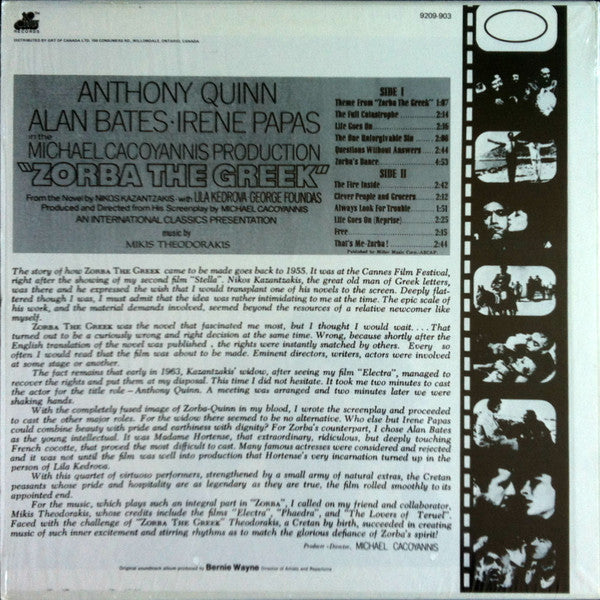 20th
RECORDS
DISTRIBUTED BY GRT OF CANADA LTD. 700 CONSUMERS RD., WILLOWDALE, ONTARIO, CANADA.
9209-903
ANTHONY QUINN
ALAN BATES · IRENE PAPAS
in the
MICHAEL CACOYANNIS PRODUCTION
"ZORBA THE GREEK"
From the Novel by NIKOS KAZANTZAKIS · with LILA KEDROVA · GEORGE FOUNDAS
Produced and Directed from His Screenplay by MICHAEL CACOYANNIS
AN INTERNATIONAL CLASSICS PRESENTATION
music by
MIKIS THEODORAKIS
SIDE I
Theme From "Zorba The Greek" 1:07
The Full Catastrophe 2:14
Life Goes On 2:16
The One Unforgivable Sin 2:06
Questions Without Answers 2:44
Zorba's Dance 4:53
SIDE II
The Fire Inside 2:42
Clever People and Grocers 2:12
Always Look For Trouble 1:51
Life Goes On (Reprise) 2:23
Free 2:15
That's Me-Zorba! 2:44
Published by Miller Music Corp.-ASCAP.
The story of how ZORBA THE GREEK came to be made goes back to 1955. It was at the Cannes Film Festival,
right after the showing of my second film "Stella". Nikos Kazantzakis, the great old man of Greek letters,
was there and he expressed the wish that I would transplant one of his novels to the screen. Deeply flat-
tered though I was, I must admit that the idea was rather intimidating to me at the time. The epic scale of
his work, and the material demands involved, seemed beyond the resources of a relative newcomer like
myself.
ZORBA THE GREEK was the novel that fascinated me most, but I thought I would wait.... That
turned out to be a curiously wrong and right decision at the same time. Wrong, because shortly after the
English translation of the novel was published, the rights were instantly snatched by others. Every so
often I would read that the film was about to be made. Eminent directors, writers, actors were involved
at some stage or another.
The fact remains that early in 1963, Kazantzakis' widow, after seeing my film "Electra", managed to
recover the rights and put them at my disposal. This time I did not hesitate. It took me two minutes to cast
the actor for the title role – Anthony Quinn. A meeting was arranged and two minutes later we were
shaking hands.
With the completely fused image of Zorba-Quinn in my blood, I wrote the screenplay and proceeded
to cast the other major roles. For the widow there seemed to be no alternative. Who else but Irene Papas
could combine beauty with pride and earthiness with dignity? For Zorba's counterpart, I chose Alan Bates
as the young intellectual. It was Madame Hortense, that extraordinary, ridiculous, but deeply touching
French cocotte, that proved the most difficult to cast. Many famous actresses were considered and rejected
and it was not until the film was well into production that Hortense's very incarnation turned up in the
person of Lila Kedrova.
With this quartet of virtuoso performers, strengthened by a small army of natural extras, the Cretan
peasants whose pride and hospitality are as legendary as they are true, the film rolled smoothly to its
appointed end.
For the music, which plays such an integral part in "ZORBA", I called on my friend and collaborator,
Mikis Theodorakis, whose credits include the films "Electra", "Phaedra", and "The Lovers of Teruel".
Faced with the challenge of "ZORBA THE GREEK" Theodorakis, a Cretan by birth, succeeded in creating
music of such inner excitement and stirring rhythms as to match the glorious defiance of Zorba's spirit!
Producer-Director, MICHAEL CACOYANNIS
Original soundtrack album produced by Bernie Wayne Director of Artists and Repertoire